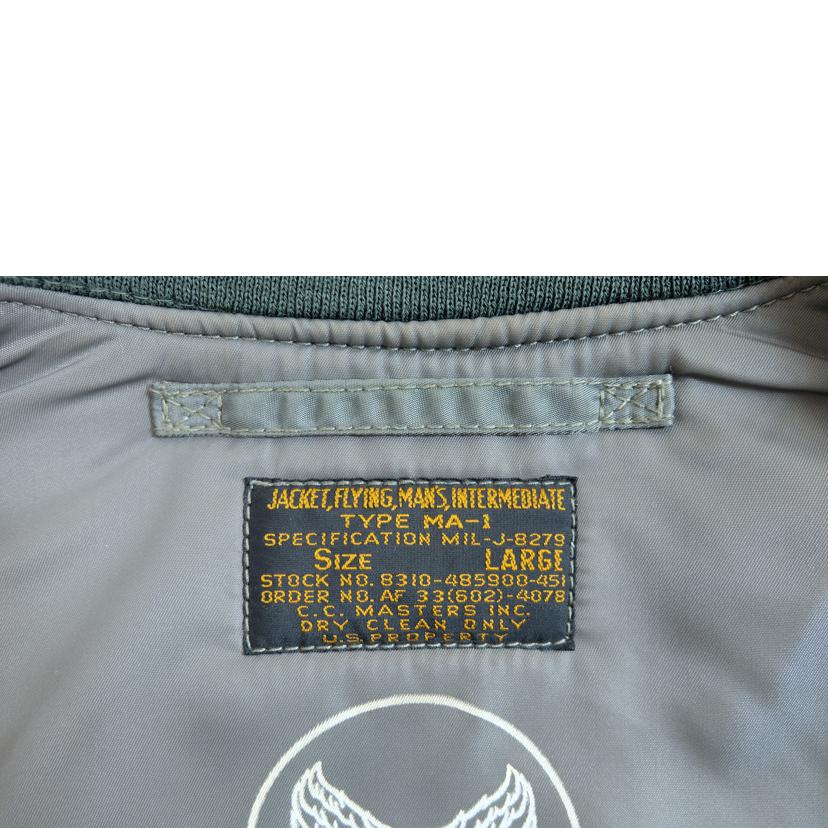 JACKET, FLYING, MAN'S, INTERMEDIATE
TYPE MA-1
SPECIFICATION MIL-J-8279
SIZE LARGE
STOCK NO. 8310-485900-451
ORDER NO. AF 33(602)-4078
C.C. MASTERS INC.
DRY CLEAN ONLY
U.S. PROPERTY